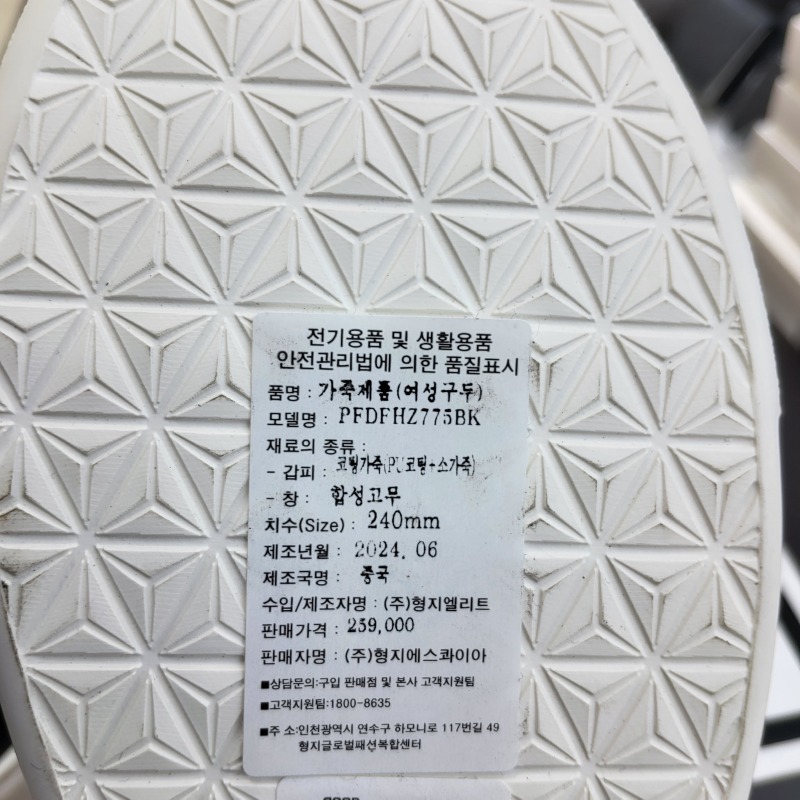 전기용품 및 생활용품
안전관리법에 의한 품질표시
품명 : 가죽제품(여성구두)
모델명 : PFDFHZ775BK
재료의 종류 :
- 갑피 : 코팅가죽(PU코팅+소가죽)
- 창 : 합성고무
치수(Size) : 240mm
제조년월 : 2024. 06
제조국명 : 중국
수입/제조자명 : (주)형지엘리트
판매가격 : 259,000
판매자명 : (주)형지에스콰이아
■상담문의:구입 판매점 및 본사 고객지원팀
■고객지원팀:1800-8635
■주 소:인천광역시 연수구 하모니로 117번길 49
형지글로벌패션복합센터